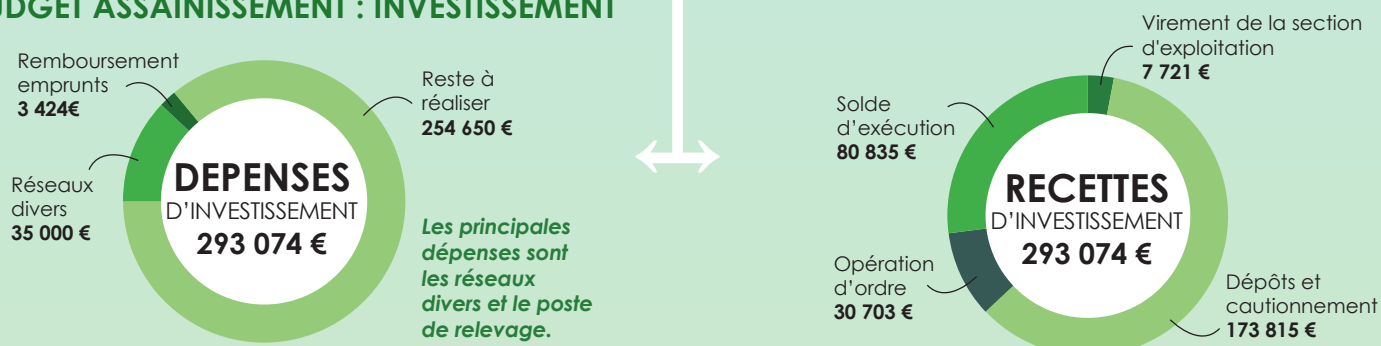 BUDGET ASSAINISSEMENT : INVESTISSEMENT
Remboursement
emprunts
3 424€
Réseaux
divers
35 000 €
DEPENSES
D’INVESTISSEMENT
293 074 €
Reste à
réaliser
254 650 €
Les principales
dépenses sont
les réseaux
divers et le poste
de relevage.
Virement de la section
d'exploitation
7 721 €
Solde
d’exécution
80 835 €
RECETTES
D’INVESTISSEMENT
293 074 €
Opération
d’ordre
30 703 €
Dépôts et
cautionnement
173 815 €